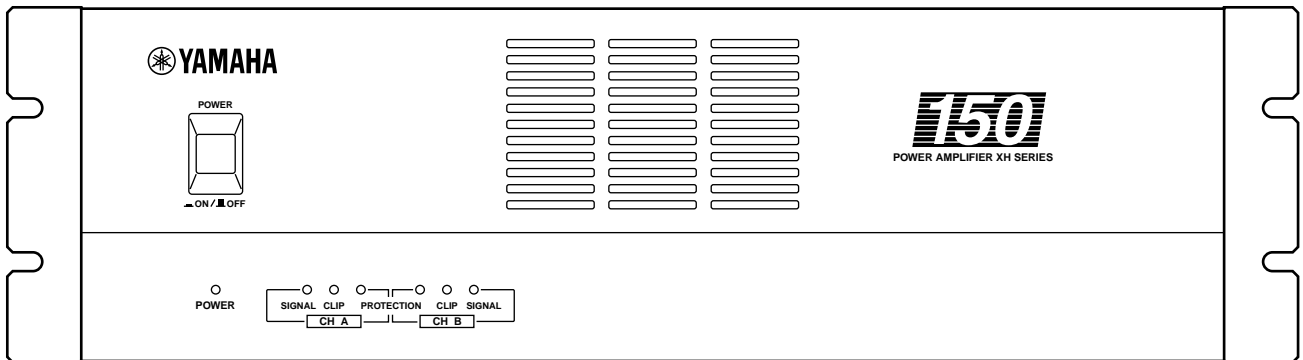 YAMAHA
POWER
ON / OFF
150
POWER AMPLIFIER XH SERIES
POWER
SIGNAL CLIP PROTECTION CLIP SIGNAL
CH A CH B